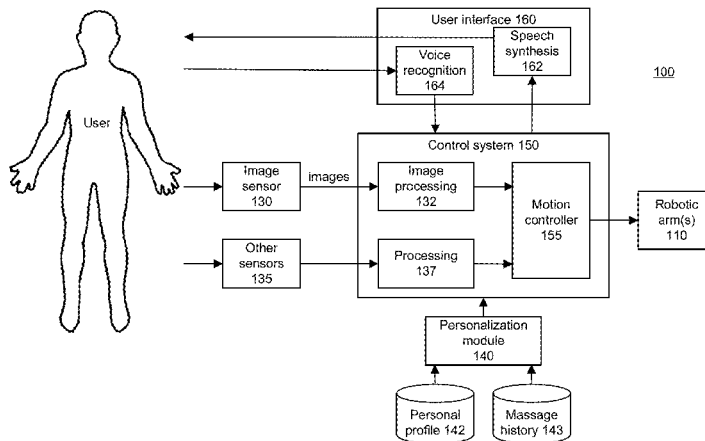 User interface 160
Speech
synthesis
162
Voice
recognition
164
100
User
Control system 150
Image
sensor
130
images
Image
processing
132
Motion
controller
155
Robotic
arm(s)
110
Other
sensors
135
Processing
137
Personalization
module
140
Personal
profile 142
Massage
history 143